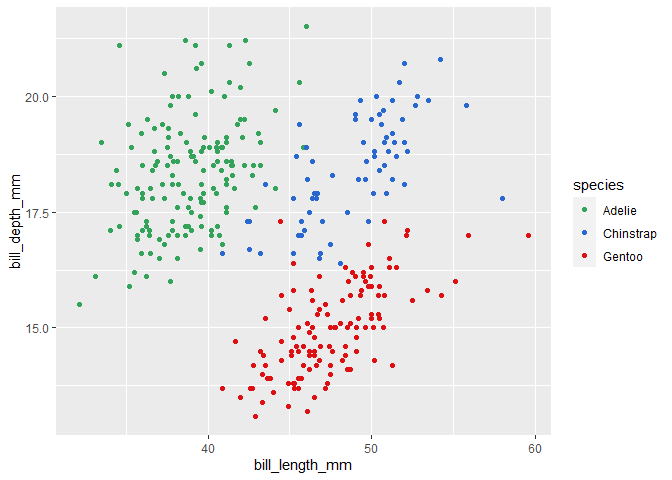 20.0
17.5
15.0
bill_depth_mm
40
50
60
bill_length_mm
species
Adelie
Chinstrap
Gentoo